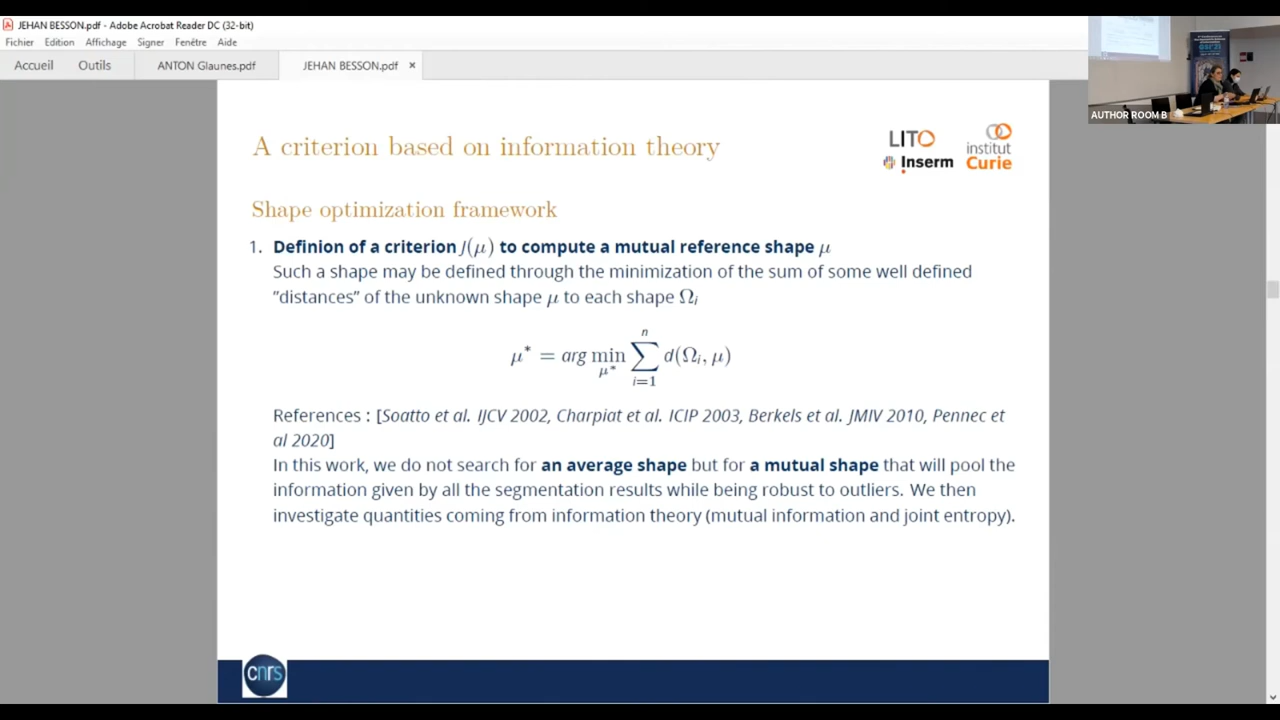 JEHAN BESSON.pdf - Adobe Acrobat Reader DC (32-bit)
Fichier Edition Affichage Signer Fenêtre Aide
Accueil Outils ANTON Glaunes.pdf JEHAN BESSON.pdf ×
GSI'21
AUTHOR ROOM B
A criterion based on information theory
LITO
Inserm
institut
Curie
Shape optimization framework
1. Definion of a criterion J(μ) to compute a mutual reference shape μ
Such a shape may be defined through the minimization of the sum of some well defined
"distances" of the unknown shape μ to each shape Ωi
μ* = arg min μ* ∑ i=1 n d(Ωi, μ)
References : [Soatto et al. IJCV 2002, Charpiat et al. ICIP 2003, Berkels et al. JMIV 2010, Pennec et
al 2020]
In this work, we do not search for an average shape but for a mutual shape that will pool the
information given by all the segmentation results while being robust to outliers. We then
investigate quantities coming from information theory (mutual information and joint entropy).
cnrs